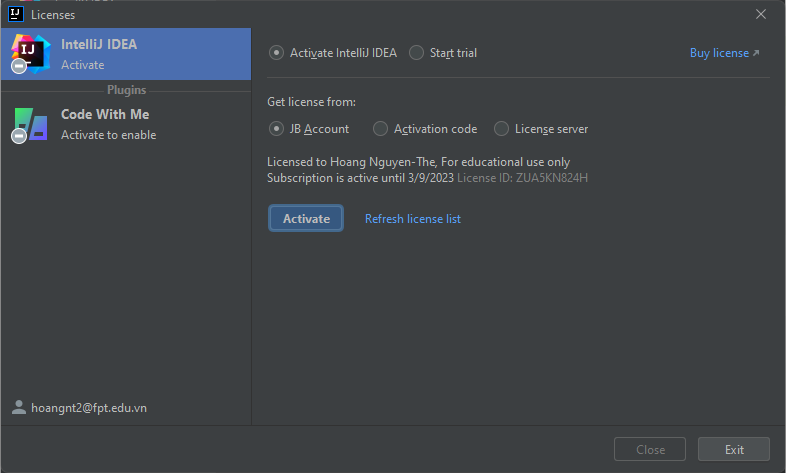 Licenses
IntelliJ IDEA
Activate
Plugins
Code With Me
Activate to enable
hoangnt2@fpt.edu.vn
Activate IntelliJ IDEA Start trial Buy license ↗
Get license from:
JB Account Activation code License server
Licensed to Hoang Nguyen-The, For educational use only
Subscription is active until 3/9/2023 License ID: ZUA5KN824H
Activate Refresh license list
Close Exit